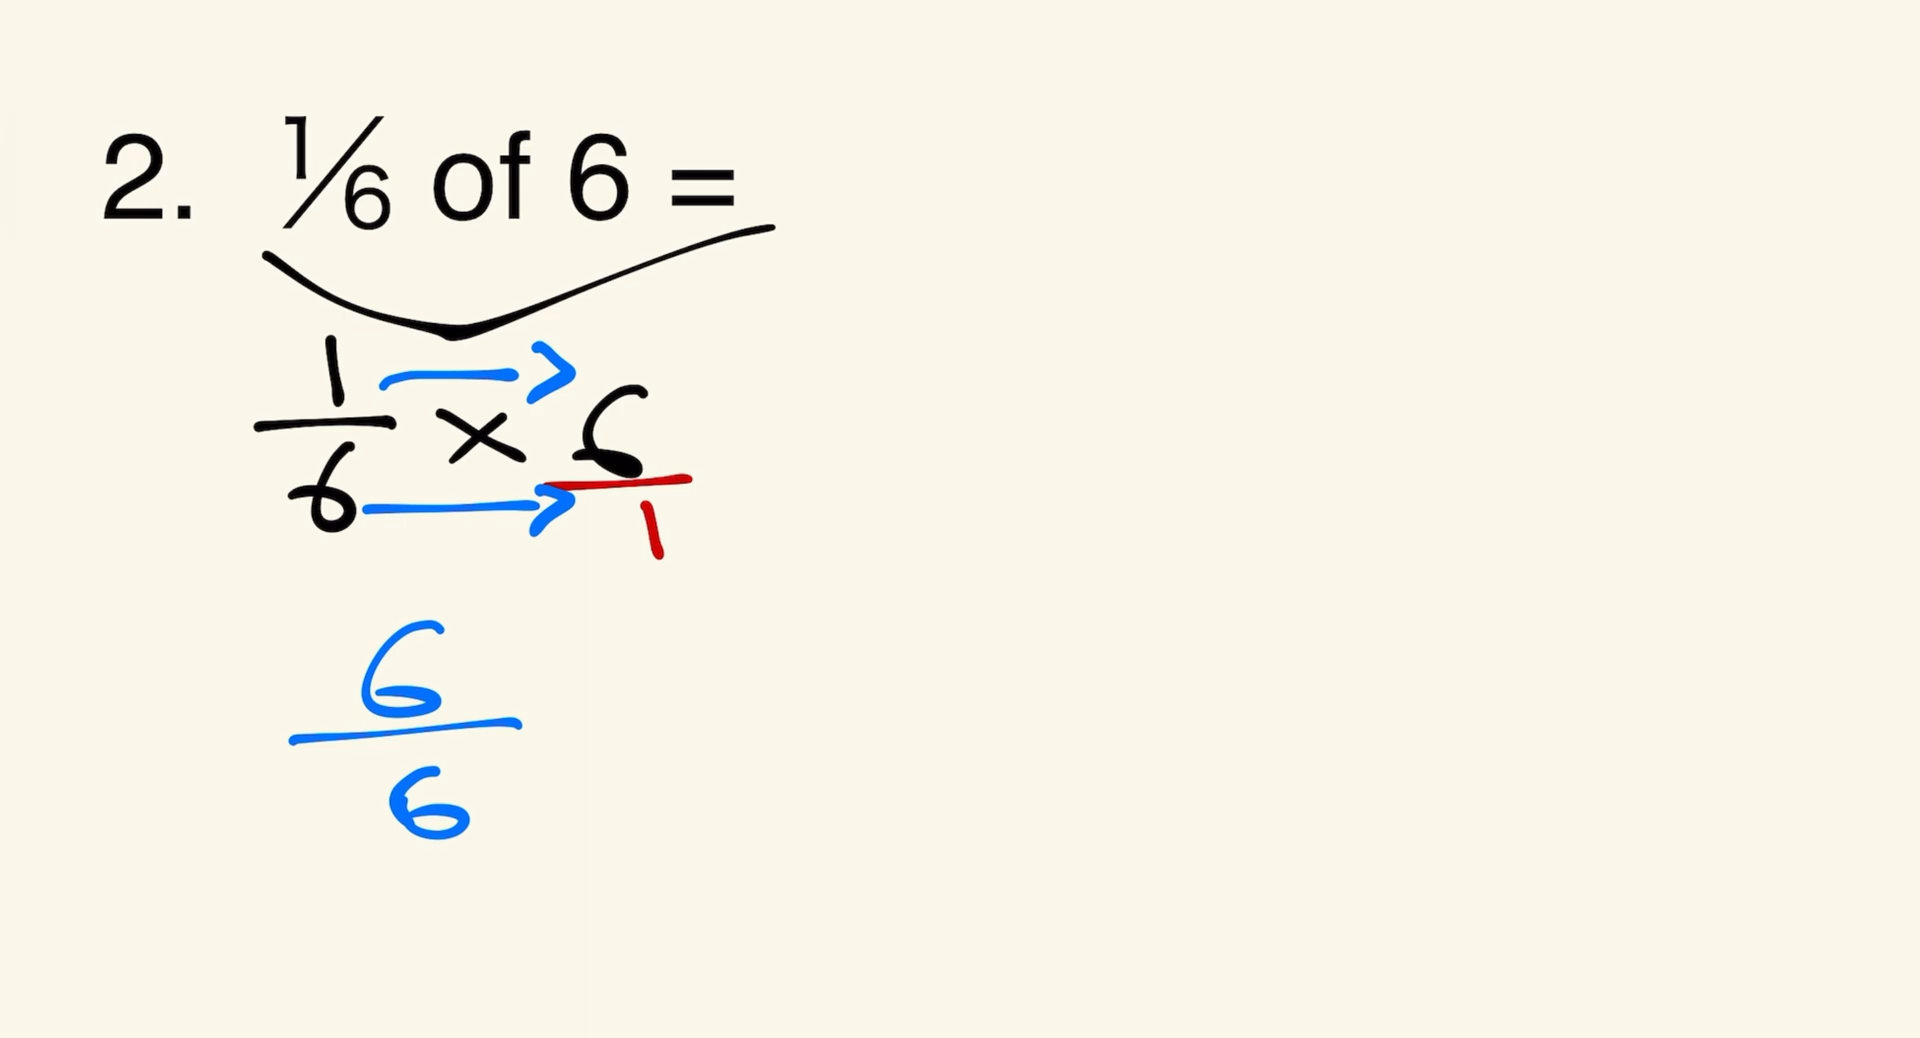 2. ⅙ of 6 =
1/6 × 6/1
6/6